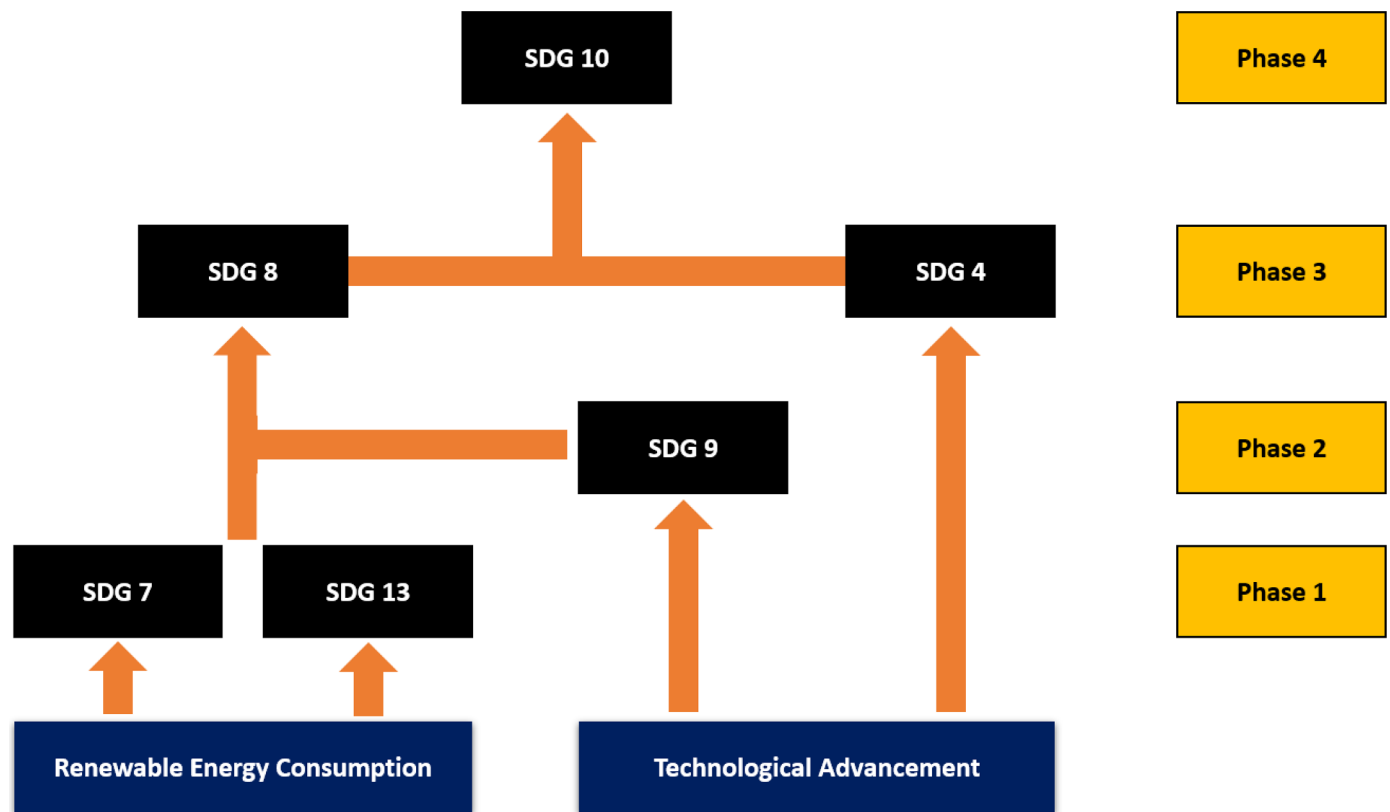 SDG 10
Phase 4
SDG 8
SDG 4
Phase 3
SDG 9
Phase 2
SDG 7
SDG 13
Phase 1
Renewable Energy Consumption
Technological Advancement